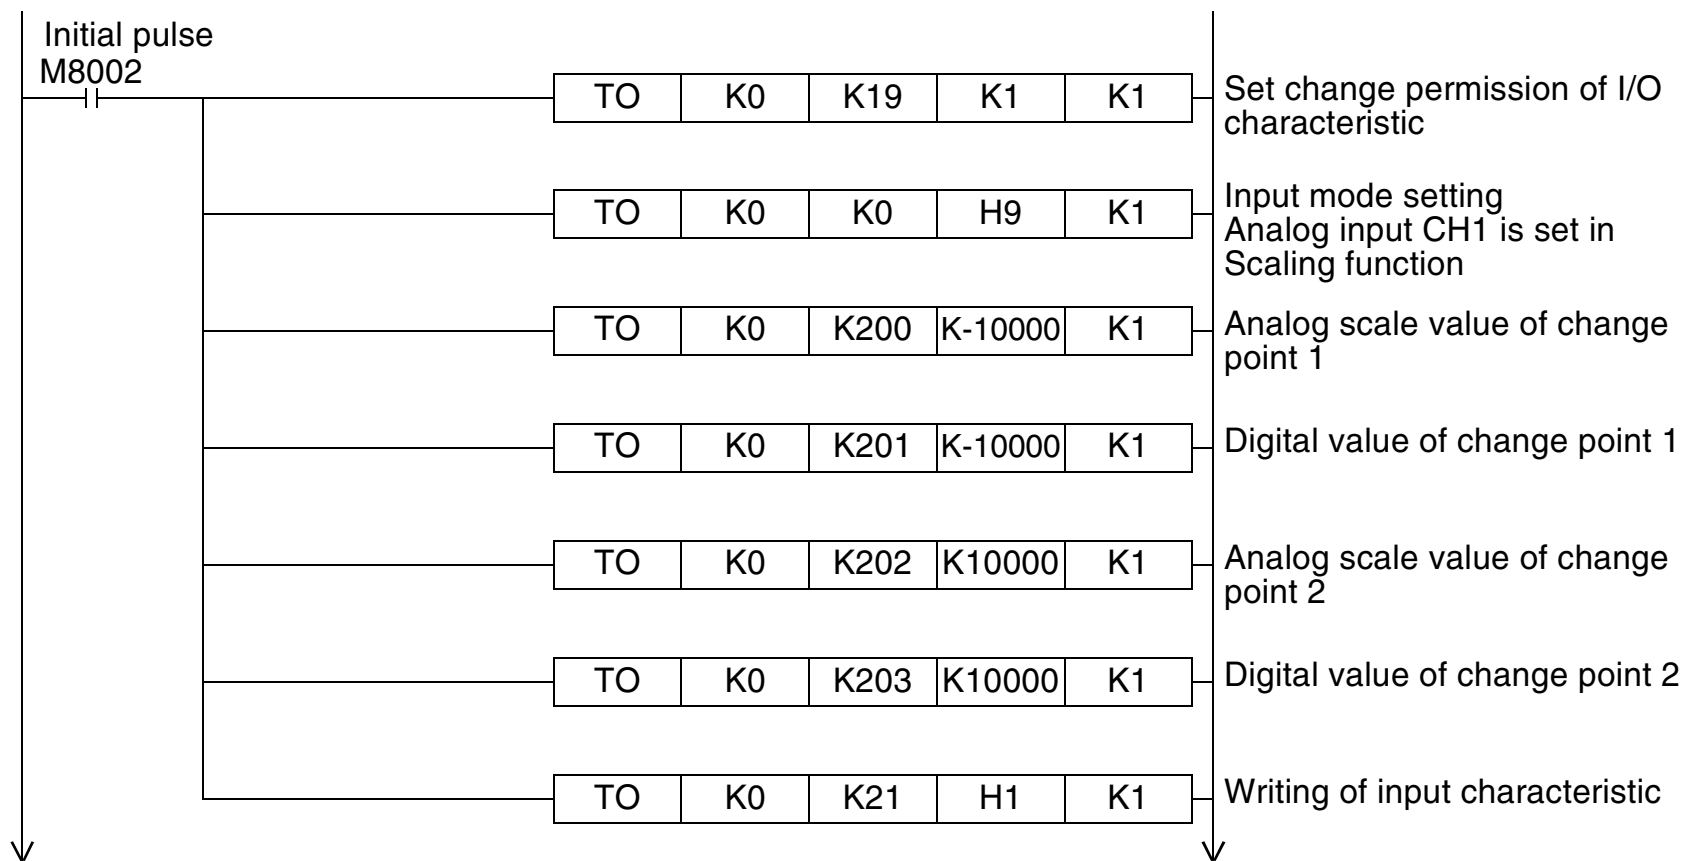 Initial pulse
M8002
TO K0 K19 K1 K1
Set change permission of I/O
characteristic
TO K0 K0 H9 K1
Input mode setting
Analog input CH1 is set in
Scaling function
TO K0 K200 K-10000 K1
Analog scale value of change
point 1
TO K0 K201 K-10000 K1
Digital value of change point 1
TO K0 K202 K10000 K1
Analog scale value of change
point 2
TO K0 K203 K10000 K1
Digital value of change point 2
TO K0 K21 H1 K1
Writing of input characteristic